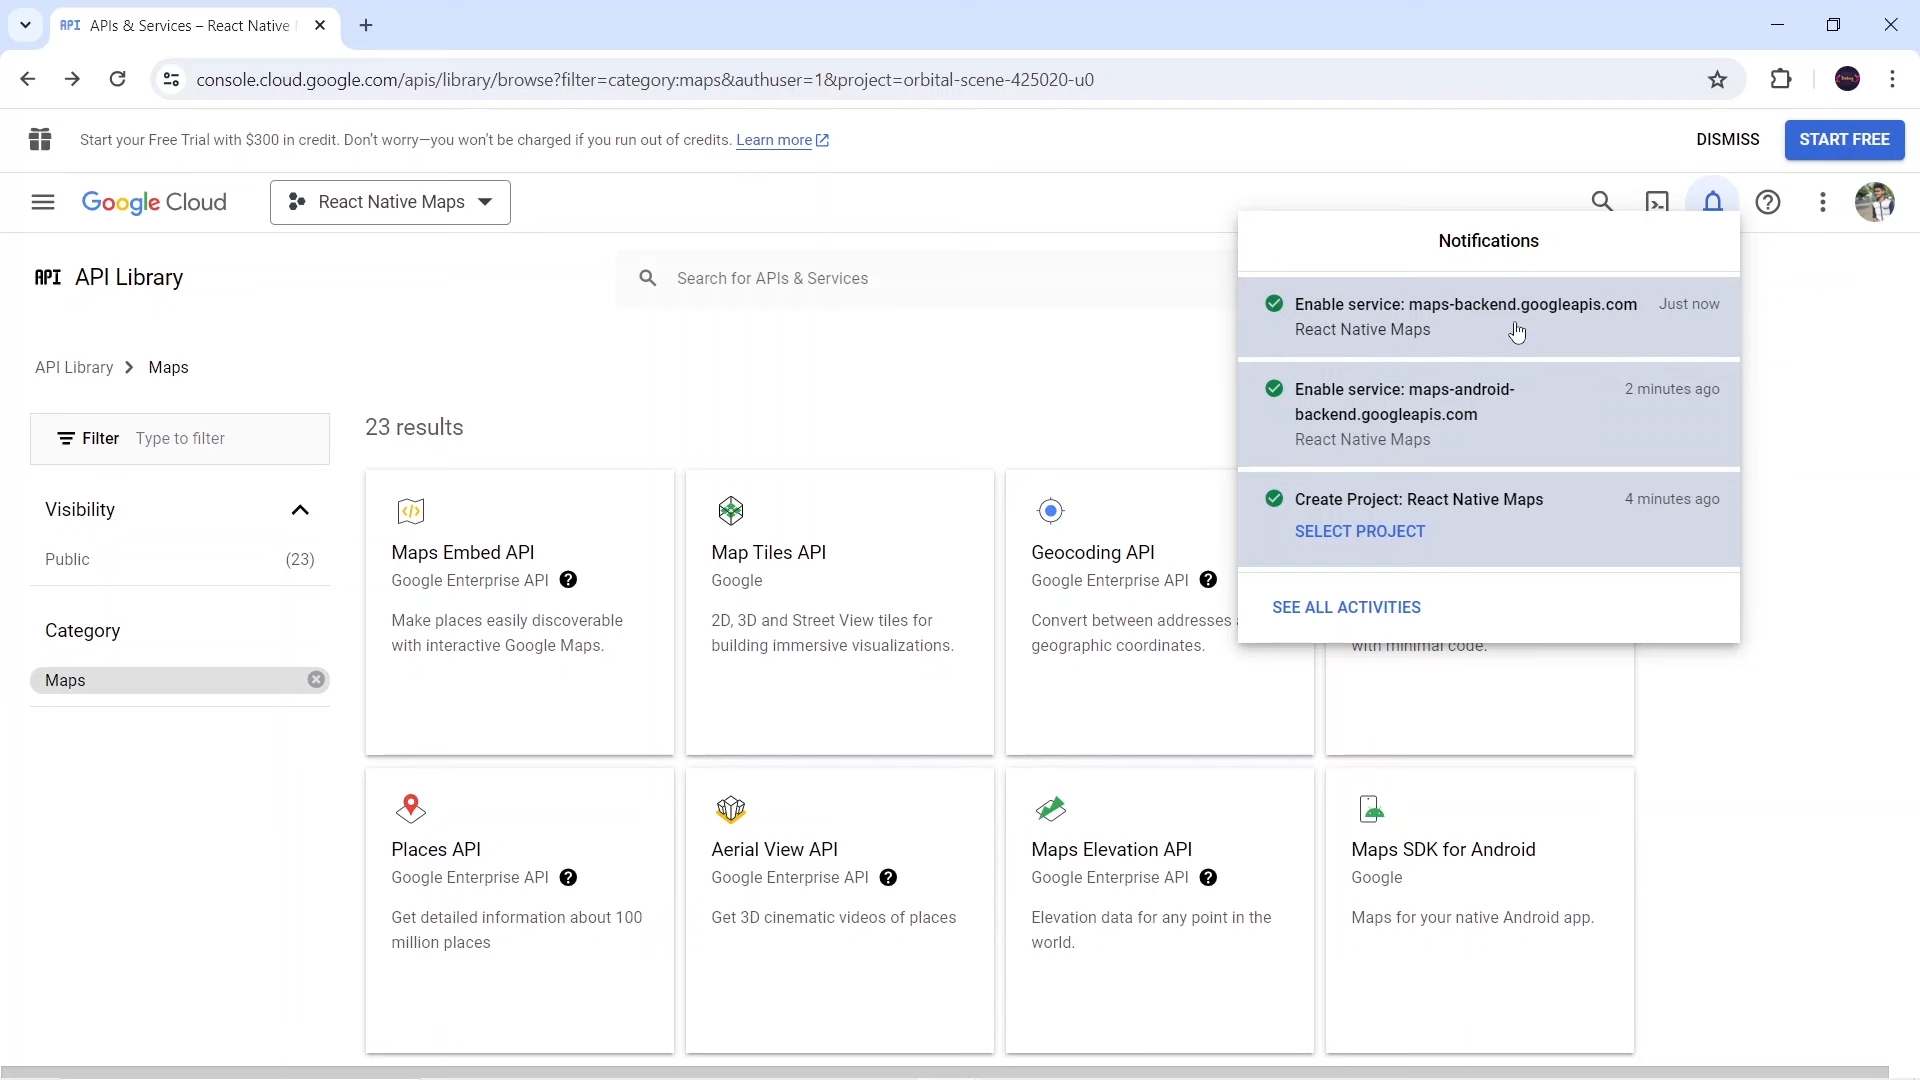 API APIs & Services – React Native
console.cloud.google.com/apis/library/browse?filter=category:maps&authuser=1&project=orbital-scene-425020-u0
Start your Free Trial with $300 in credit. Don't worry—you won't be charged if you run out of credits. Learn more
DISMISS
START FREE
Google Cloud
React Native Maps
API API Library
Search for APIs & Services
API Library > Maps
Filter Type to filter
Visibility
Public (23)
Category
Maps
23 results
Maps Embed API
Google Enterprise API
Make places easily discoverable
with interactive Google Maps.
Map Tiles API
Google
2D, 3D and Street View tiles for
building immersive visualizations.
Geocoding API
Google Enterprise API
Convert between addresses
geographic coordinates.
with minimal code.
Places API
Google Enterprise API
Get detailed information about 100
million places
Aerial View API
Google Enterprise API
Get 3D cinematic videos of places
Maps Elevation API
Google Enterprise API
Elevation data for any point in the
world.
Maps SDK for Android
Google
Maps for your native Android app.
Notifications
Enable service: maps-backend.googleapis.com Just now
React Native Maps
Enable service: maps-android- 2 minutes ago
backend.googleapis.com
React Native Maps
Create Project: React Native Maps 4 minutes ago
SELECT PROJECT
SEE ALL ACTIVITIES